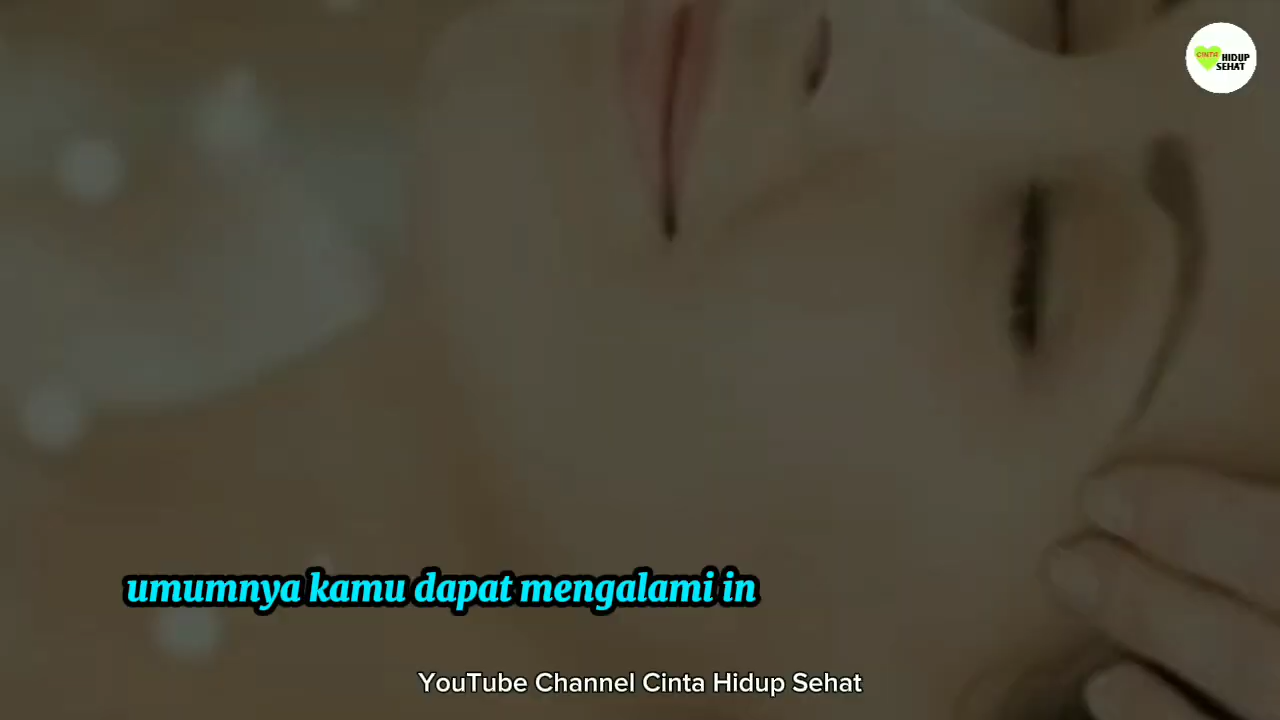 CINTA HIDUP
SEHAT
umumnya kamu dapat mengalami in
YouTube Channel Cinta Hidup Sehat